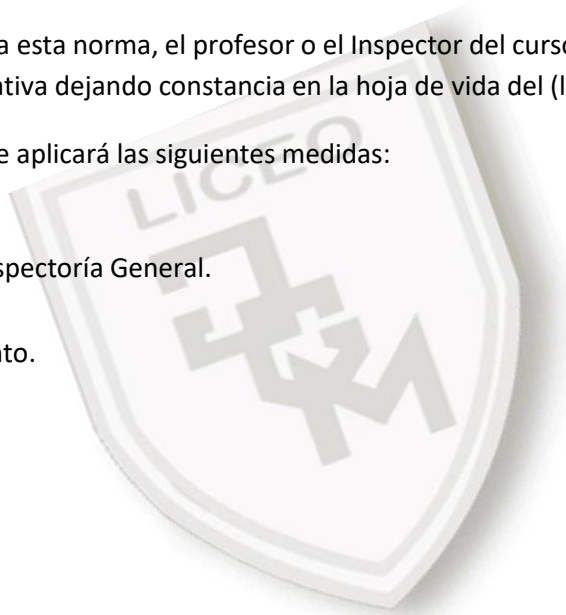 a esta norma, el profesor o el Inspector del curso
ativa dejando constancia en la hoja de vida del (l
e aplicará las siguientes medidas:
LICEO
spectoría General.
to.